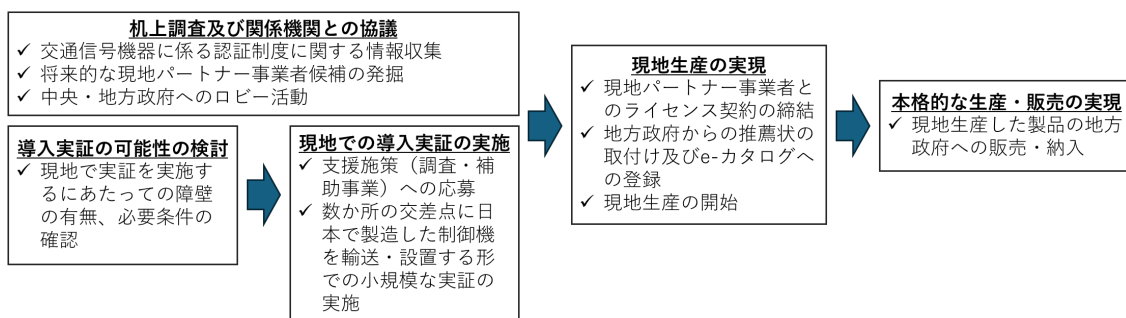 机上調査及び関係機関との協議
✓ 交通信号機器に係る認証制度に関する情報収集
✓ 将来的な現地パートナー事業者候補の発掘
✓ 中央・地方政府へのロビー活動
導入実証の可能性の検討
✓ 現地で実証を実施す
るにあたっての障壁
の有無、必要条件の
確認
現地での導入実証の実施
✓ 支援施策（調査・補
助事業）への応募
✓ 数か所の交差点に日
本で製造した制御機
を輸送・設置する形
での小規模な実証の
実施
現地生産の実現
✓ 現地パートナー事業者と
のライセンス契約の締結
✓ 地方政府からの推薦状の
取付け及びe-カタログへ
の登録
✓ 現地生産の開始
本格的な生産・販売の実現
✓ 現地生産した製品の地方
政府への販売・納入